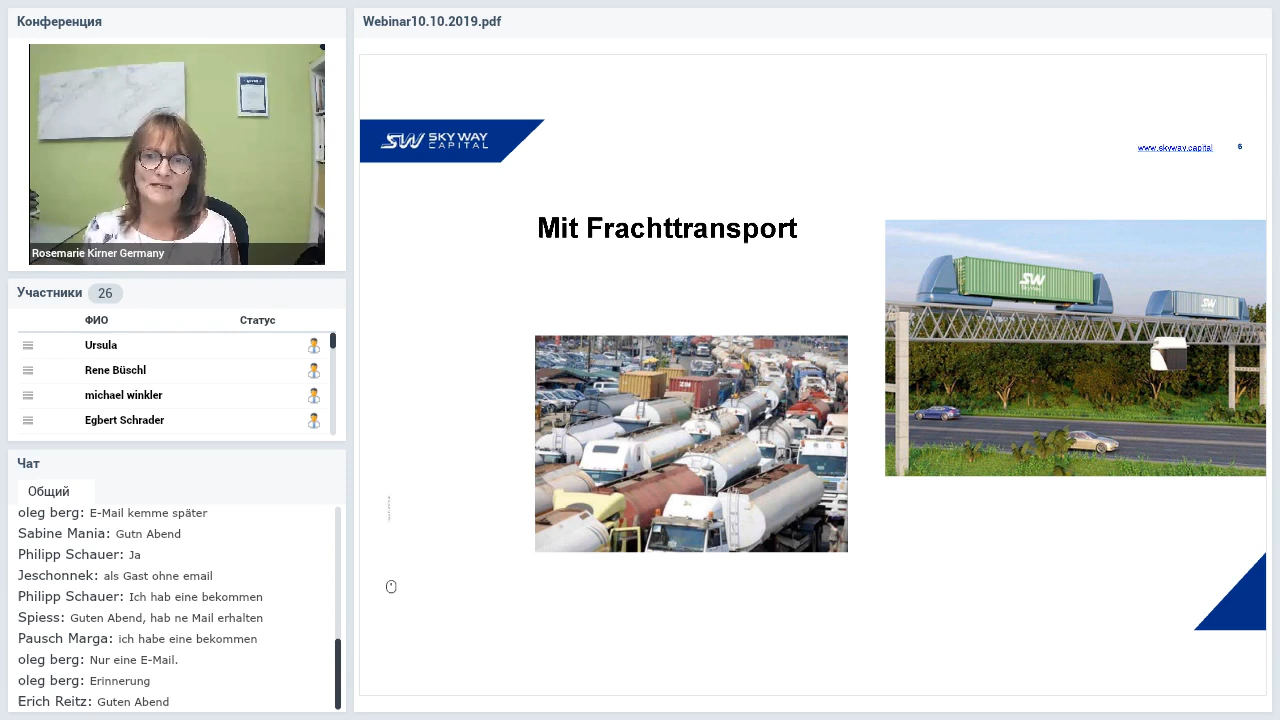 Конференция
Rosemarie Kirner Germany
Участники 26
ФИО Статус
Ursula
Rene Büschl
michael winkler
Egbert Schrader
Чат
Общий
oleg berg: E-Mail kemme später
Sabine Mania: Gutn Abend
Philipp Schauer: Ja
Jeschonnek: als Gast ohne email
Philipp Schauer: Ich hab eine bekommen
Spiess: Guten Abend, hab ne Mail erhalten
Pausch Marga: ich habe eine bekommen
oleg berg: Nur eine E-Mail.
oleg berg: Erinnerung
Erich Reitz: Guten Abend
Webinar10.10.2019.pdf
SW SKY WAY
CAPITAL
www.skyway.capital 6
Mit Frachttransport
SW
SW